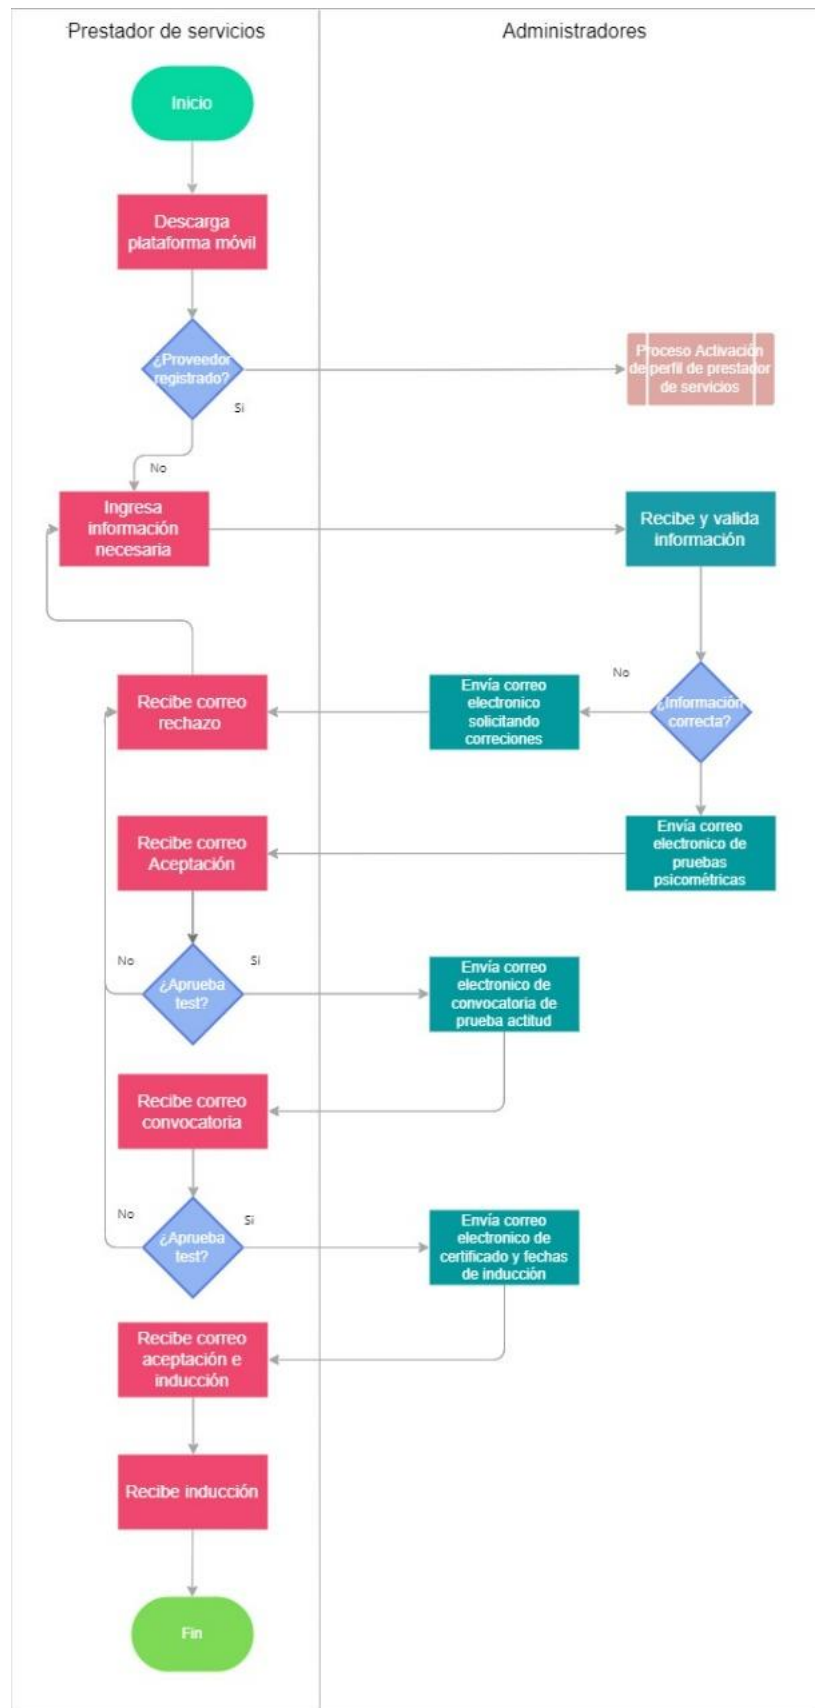 Prestador de servicios
Administradores
Inicio
Descarga
plataforma móvil
¿Proveedor
registrado?
Si
No
Proceso Activación
de perfil de prestador
de servicios
Ingresa
información
necesaria
Recibe y valida
información
¿Información
correcta?
No
Envía correo
electronico
solicitando
correciones
Recibe correo
rechazo
Envía correo
electronico de
pruebas
psicométricas
Recibe correo
Aceptación
¿Aprueba
test?
No
Si
Envía correo
electronico de
convocatoria de
prueba actitud
Recibe correo
convocatoria
¿Aprueba
test?
No
Si
Envía correo
electronico de
certificado y fechas
de inducción
Recibe correo
aceptación e
inducción
Recibe inducción
Fin